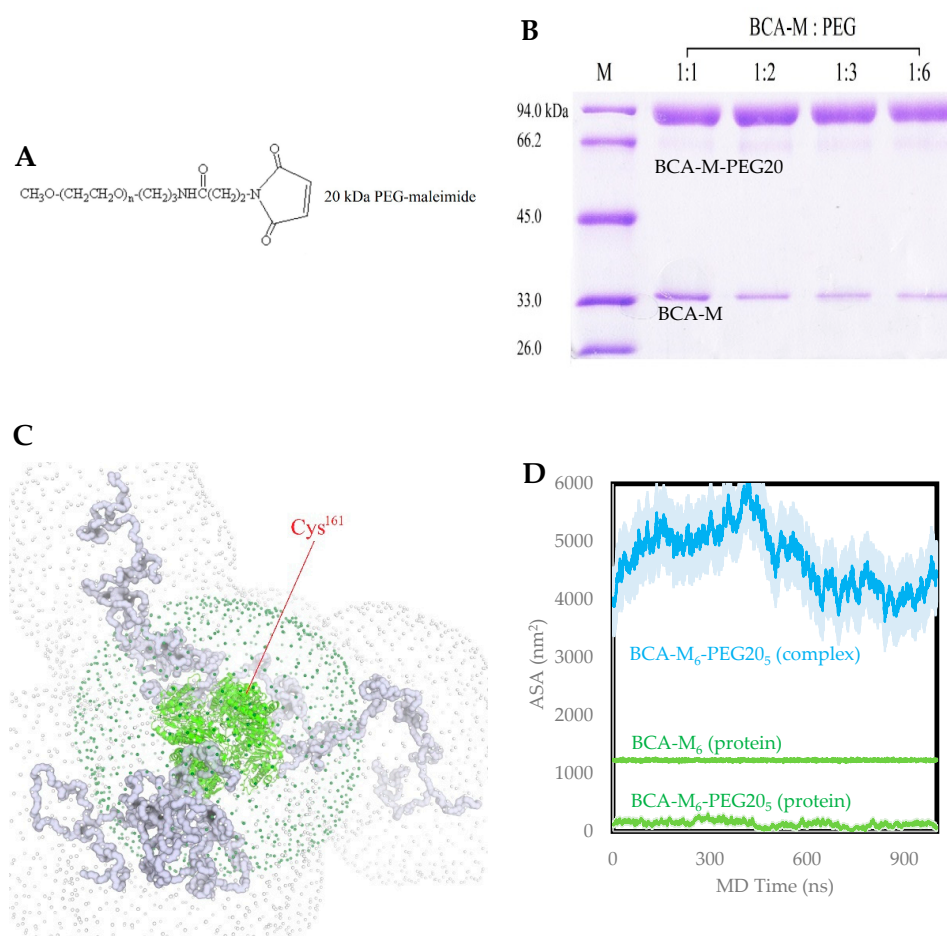 A
CH₃O-(CH₂CH₂O)ₙ-(CH₂)₃NHC(CH₂)₂-N
O
O
O
20 kDa PEG-maleimide
B
BCA-M : PEG
M 1:1 1:2 1:3 1:6
94.0 kDa
66.2
BCA-M-PEG20
45.0
33.0
BCA-M
26.0
C
Cys¹⁶¹
D
6000
5000
4000
3000
2000
1000
0
ASA (nm²)
BCA-M₆-PEG20₅ (complex)
BCA-M₆ (protein)
BCA-M₆-PEG20₅ (protein)
0 300 600 900
MD Time (ns)